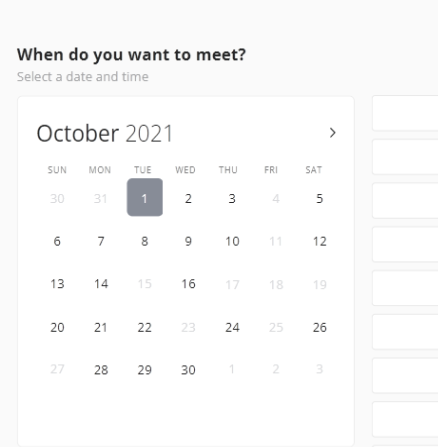 When do you want to meet?
Select a date and time
October 2021
SUN MON TUE WED THU FRI SAT
30 31 1 2 3 4 5
6 7 8 9 10 11 12
13 14 15 16 17 18 19
20 21 22 23 24 25 26
27 28 29 30 1 2 3